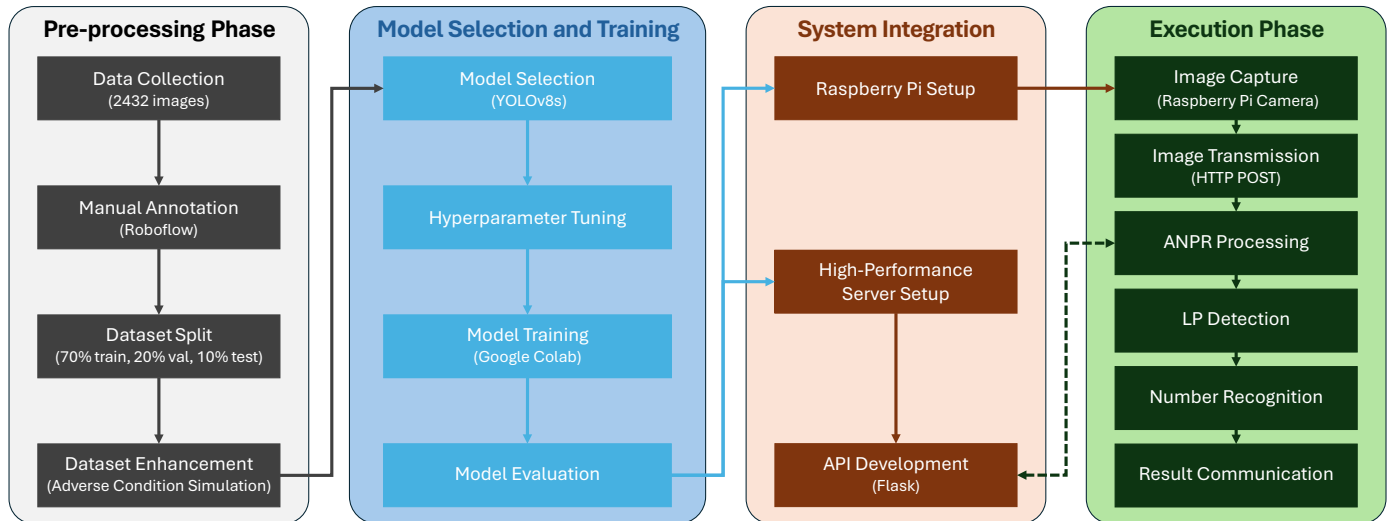 Pre-processing Phase
Data Collection
(2432 images)
Manual Annotation
(Roboflow)
Dataset Split
(70% train, 20% val, 10% test)
Dataset Enhancement
(Adverse Condition Simulation)
Model Selection and Training
Model Selection
(YOLOv8s)
Hyperparameter Tuning
Model Training
(Google Colab)
Model Evaluation
System Integration
Raspberry Pi Setup
High-Performance
Server Setup
API Development
(Flask)
Execution Phase
Image Capture
(Raspberry Pi Camera)
Image Transmission
(HTTP POST)
ANPR Processing
LP Detection
Number Recognition
Result Communication